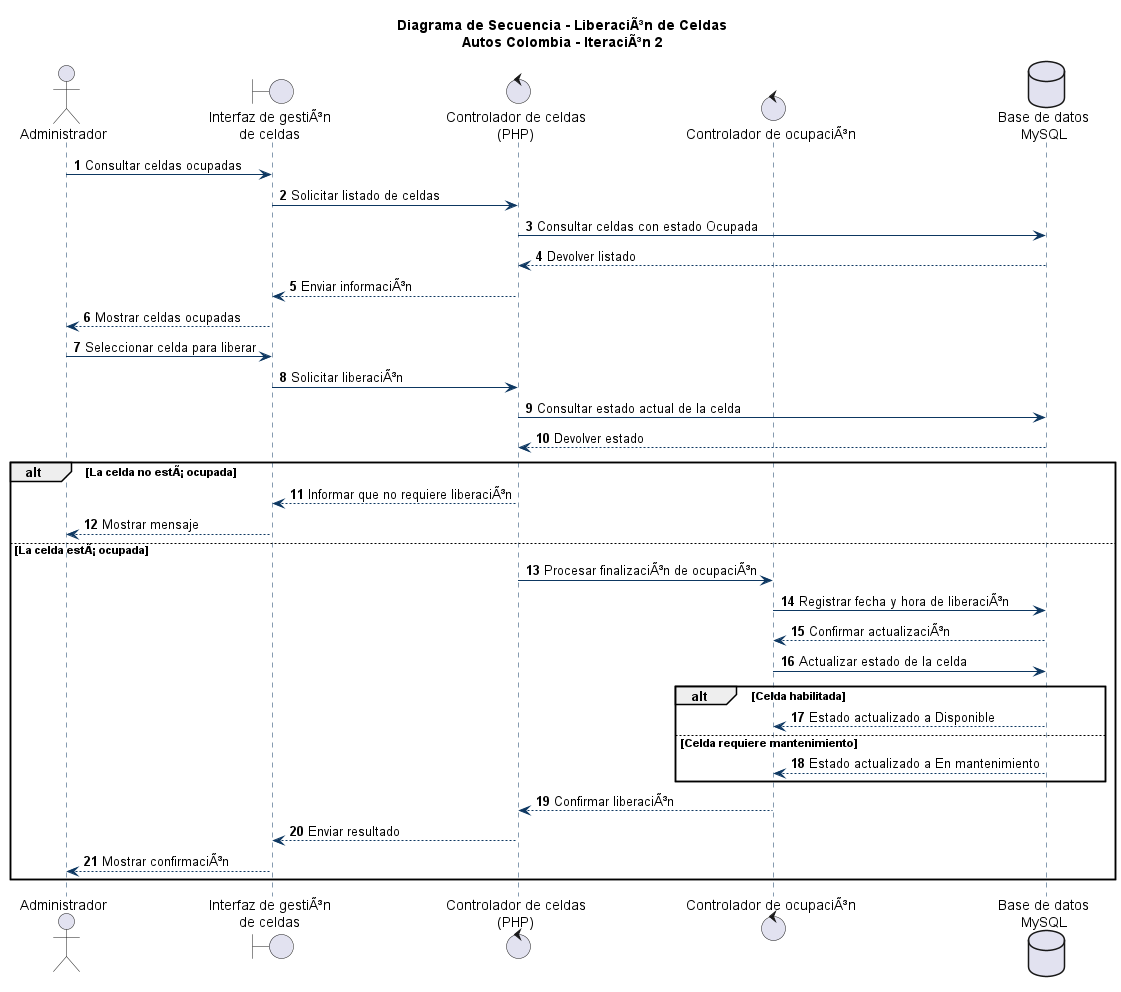 Diagrama de Secuencia - LiberaciÃ³n de Celdas
Autos Colombia - IteraciÃ³n 2
Administrador
Interfaz de gestiÃ³n
de celdas
Controlador de celdas
(PHP)
Controlador de ocupaciÃ³n
Base de datos
MySQL
1 Consultar celdas ocupadas
2 Solicitar listado de celdas
3 Consultar celdas con estado Ocupada
4 Devolver listado
5 Enviar informaciÃ³n
6 Mostrar celdas ocupadas
7 Seleccionar celda para liberar
8 Solicitar liberaciÃ³n
9 Consultar estado actual de la celda
10 Devolver estado
alt [La celda no estÃ¡ ocupada]
11 Informar que no requiere liberaciÃ³n
12 Mostrar mensaje
[La celda estÃ¡ ocupada]
13 Procesar finalizaciÃ³n de ocupaciÃ³n
14 Registrar fecha y hora de liberaciÃ³n
15 Confirmar actualizaciÃ³n
16 Actualizar estado de la celda
alt [Celda habilitada]
17 Estado actualizado a Disponible
[Celda requiere mantenimiento]
18 Estado actualizado a En mantenimiento
19 Confirmar liberaciÃ³n
20 Enviar resultado
21 Mostrar confirmaciÃ³n
Administrador
Interfaz de gestiÃ³n
de celdas
Controlador de celdas
(PHP)
Controlador de ocupaciÃ³n
Base de datos
MySQL